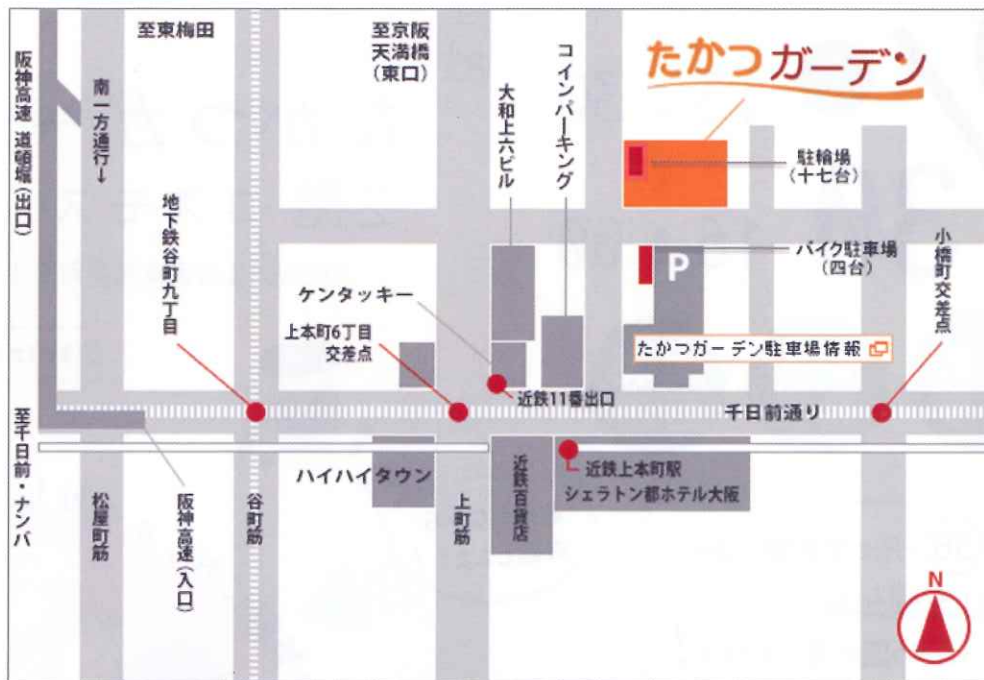 至東梅田
至京阪
天満橋
(東口)
阪神高速 道頓堀(出口)
南一方通行↓
コインパーキング
大和上六ビル
たかつガーデン
駐輪場
(十七台)
地下鉄谷町九丁目
バイク駐車場
(四台)
小橋町交差点
P
ケンタッキー
上本町6丁目
交差点
たかつガーデン駐車場情報
近鉄11番出口
千日前通り
至千日前・ナンバ
ハイハイタウン
近鉄上本町駅
シェラトン都ホテル大阪
近鉄百貨店
松屋町筋
阪神高速(入口)
谷町筋
上町筋
N